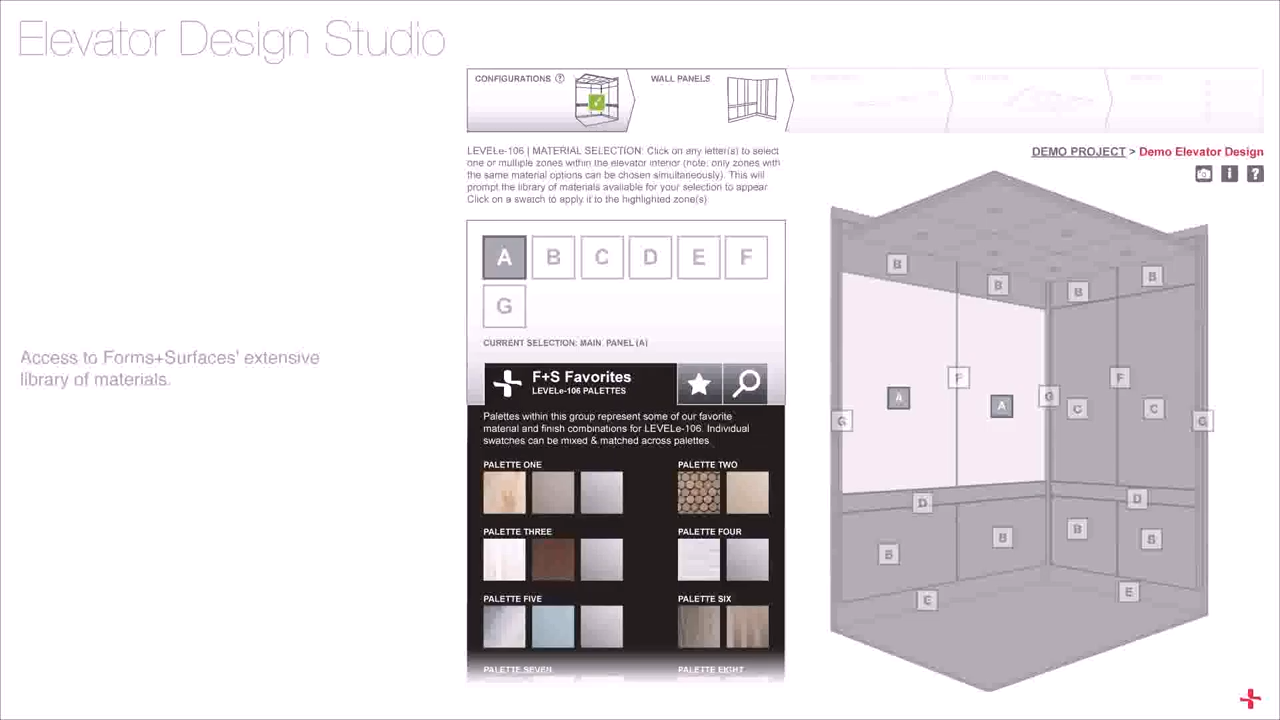 Elevator Design Studio
CONFIGURATIONS ?
WALL PANELS
LEVELe-106 | MATERIAL SELECTION: Click on any letter(s) to select
one or multiple zones within the elevator interior (note: only zones with
the same material options can be chosen simultaneously). This will
prompt the library of materials available for your selection to appear.
Click on a swatch to apply it to the highlighted zone(s)
DEMO PROJECT > Demo Elevator Design
i ?
A B C D E F
G
CURRENT SELECTION: MAIN PANEL (A)
F+S Favorites
LEVELe-106 PALETTES
Palettes within this group represent some of our favorite
material and finish combinations for LEVELe-106. Individual
swatches can be mixed & matched across palettes.
PALETTE ONE
PALETTE TWO
PALETTE THREE
PALETTE FOUR
PALETTE FIVE
PALETTE SIX
PALETTE SEVEN
PALETTE EIGHT
Access to Forms+Surfaces' extensive
library of materials.
B B B B
F F
A A G C C
G G
D D
B B B
E E